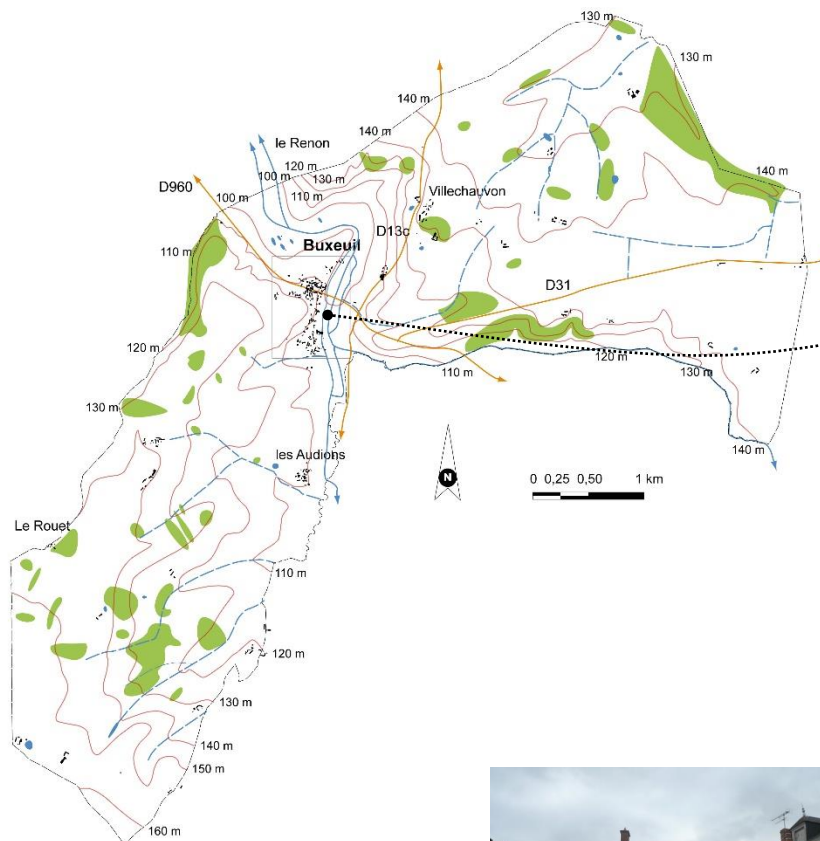 130 m
130 m
140 m
140 m
le Renon
120 m
100 m
130 m
110 m
D960
100 m
Villechauvon
140 m
Buxeuil
D13c
110 m
D31
120 m
120 m
110 m
130 m
130 m
les Audions
140 m
N
0 0,25 0,50 1 km
Le Rouet
110 m
120 m
130 m
140 m
150 m
160 m